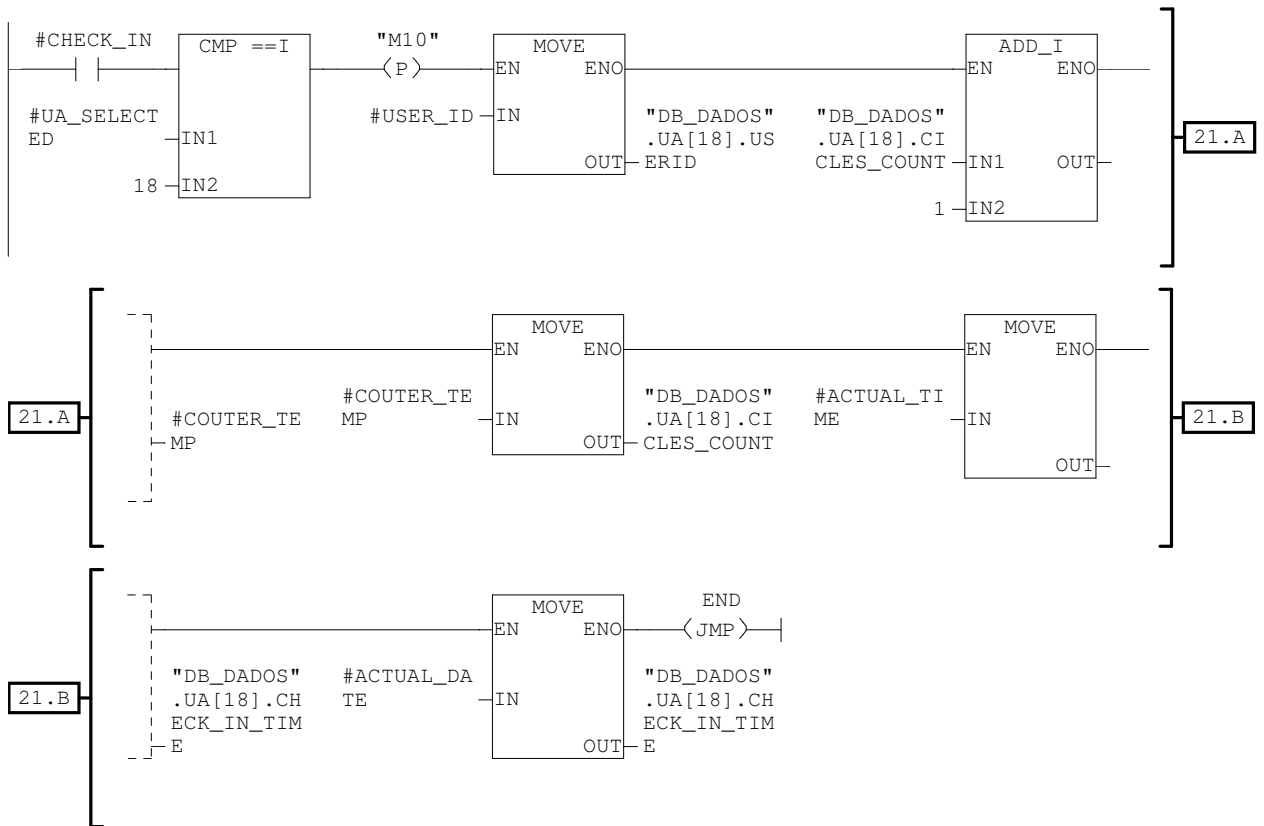 #CHECK_IN
CMP ==I
"M10"
P
MOVE
ADD_I
EN ENO
EN ENO
#UA_SELECT
ED
IN1
18 IN2
#USER_ID IN
"DB_DADOS"
.UA[18].US
ERID
OUT
"DB_DADOS"
.UA[18].CI
CLES_COUNT
IN1 OUT
1 IN2
21.A
21.A
#COUTER_TE
MP
MOVE
EN ENO
#COUTER_TE
MP
IN
OUT
"DB_DADOS"
.UA[18].CI
CLES_COUNT
MOVE
EN ENO
#ACTUAL_TI
ME
IN
OUT
21.B
21.B
"DB_DADOS"
.UA[18].CH
ECK_IN_TIM
E
MOVE
EN ENO
#ACTUAL_DA
TE
IN
OUT
"DB_DADOS"
.UA[18].CH
ECK_IN_TIM
E
END
JMP